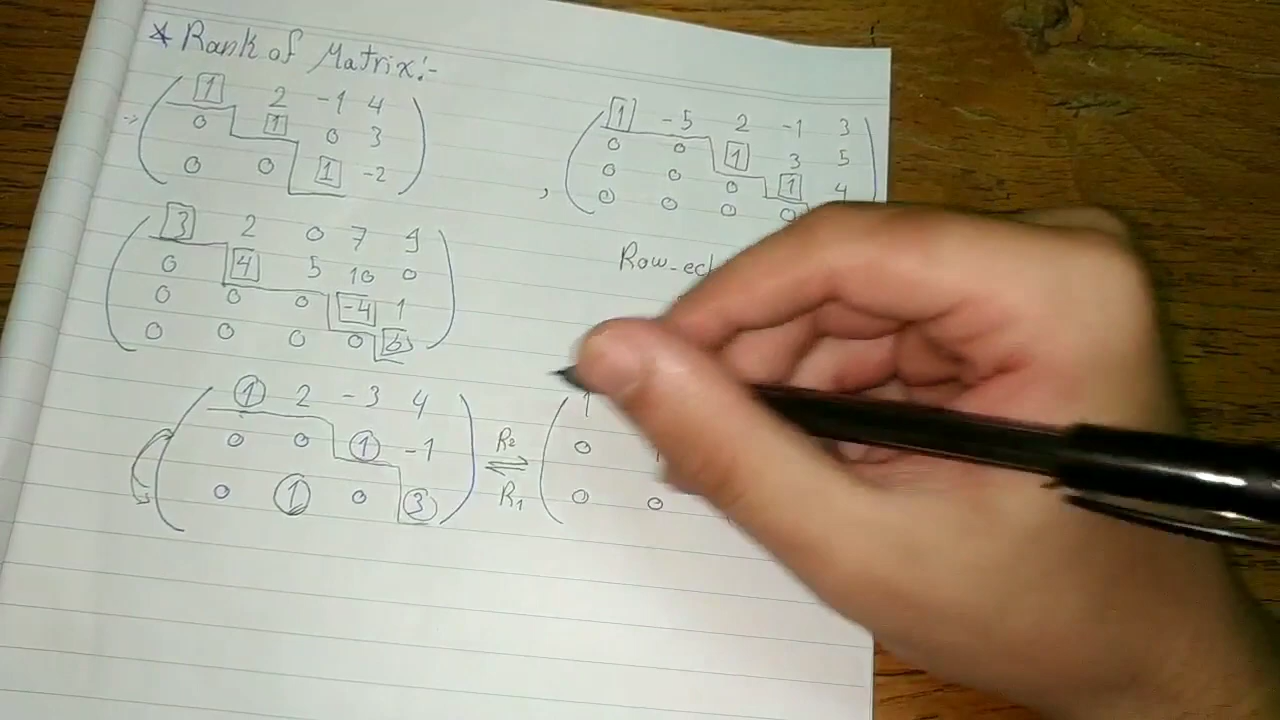 * Rank of Matrix:-
1 2 -1 4
0 1 0 3
0 0 1 -2
, 1 -5 2 -1 3
0 0 1 3 5
0 0 0 1 4
0 0 0 0
3 2 0 7 9
0 4 5 10 0
0 0 0 -4 1
0 0 0 0 6
Row-ech
1 2 -3 4
0 0 1 -1
0 1 0 3
R2
R1
1
0 1
0 0